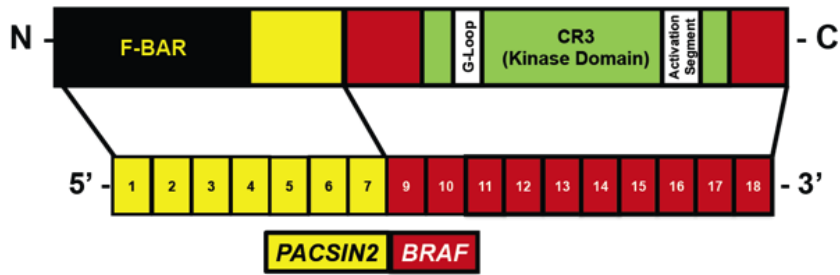 N - F-BAR G-Loop CR3 (Kinase Domain) Activation Segment - C
5' - 1 2 3 4 5 6 7 9 10 11 12 13 14 15 16 17 18 - 3'
PACSIN2 BRAF